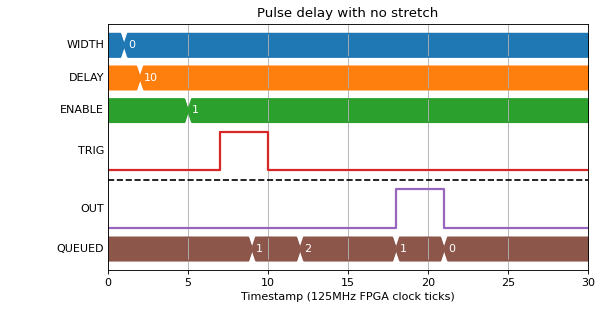 Pulse delay with no stretch
WIDTH 0
DELAY 10
ENABLE 1
TRIG
OUT
QUEUED 1 2 1 0
0 5 10 15 20 25 30
Timestamp (125MHz FPGA clock ticks)